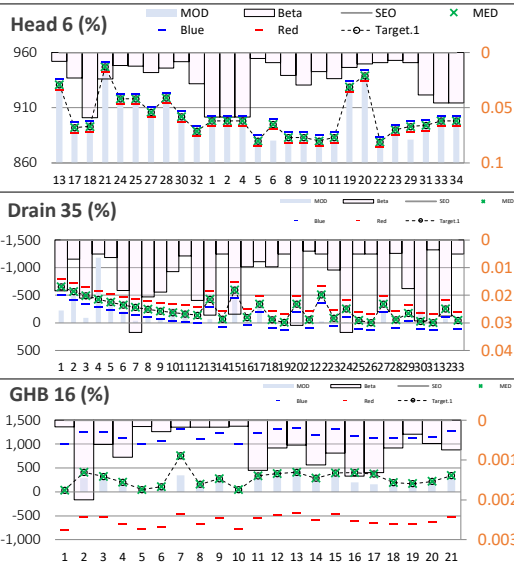 Head 6 (%)
MOD Beta SEO MED
Blue Red Target.1
960 0
910 0.05
860 0.1
13 17 18 21 24 25 27 28 30 32 1 2 4 5 6 8 10 11 19 20 22 23 29 31 33 34
Drain 35 (%)
MOD Beta SEO MED
Blue Red Target.1
-1,500 0
-1,000 0.01
-500 0.02
0 0.03
500 0.04
1 2 3 4 5 6 7 8 9 10 11 12 13 14 15 16 17 18 19 20 21 22 23 24 25 26 27 28 29 30 31 32 33
GHB 16 (%)
MOD Beta SEO MED
Blue Red Target.1
1,500 0
1,000 0.001
500
0 0.002
-500
-1,000 0.003
1 2 3 4 5 6 7 8 9 10 11 12 13 14 15 16 17 18 19 20 21